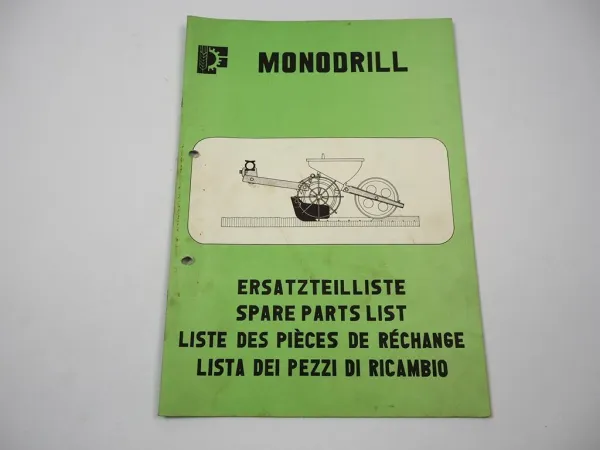 MONODRILL
ERSATZTEILLISTE
SPARE PARTS LIST
LISTE DES PIÈCES DE RÉCHANGE
LISTA DEI PEZZI DI RICAMBIO